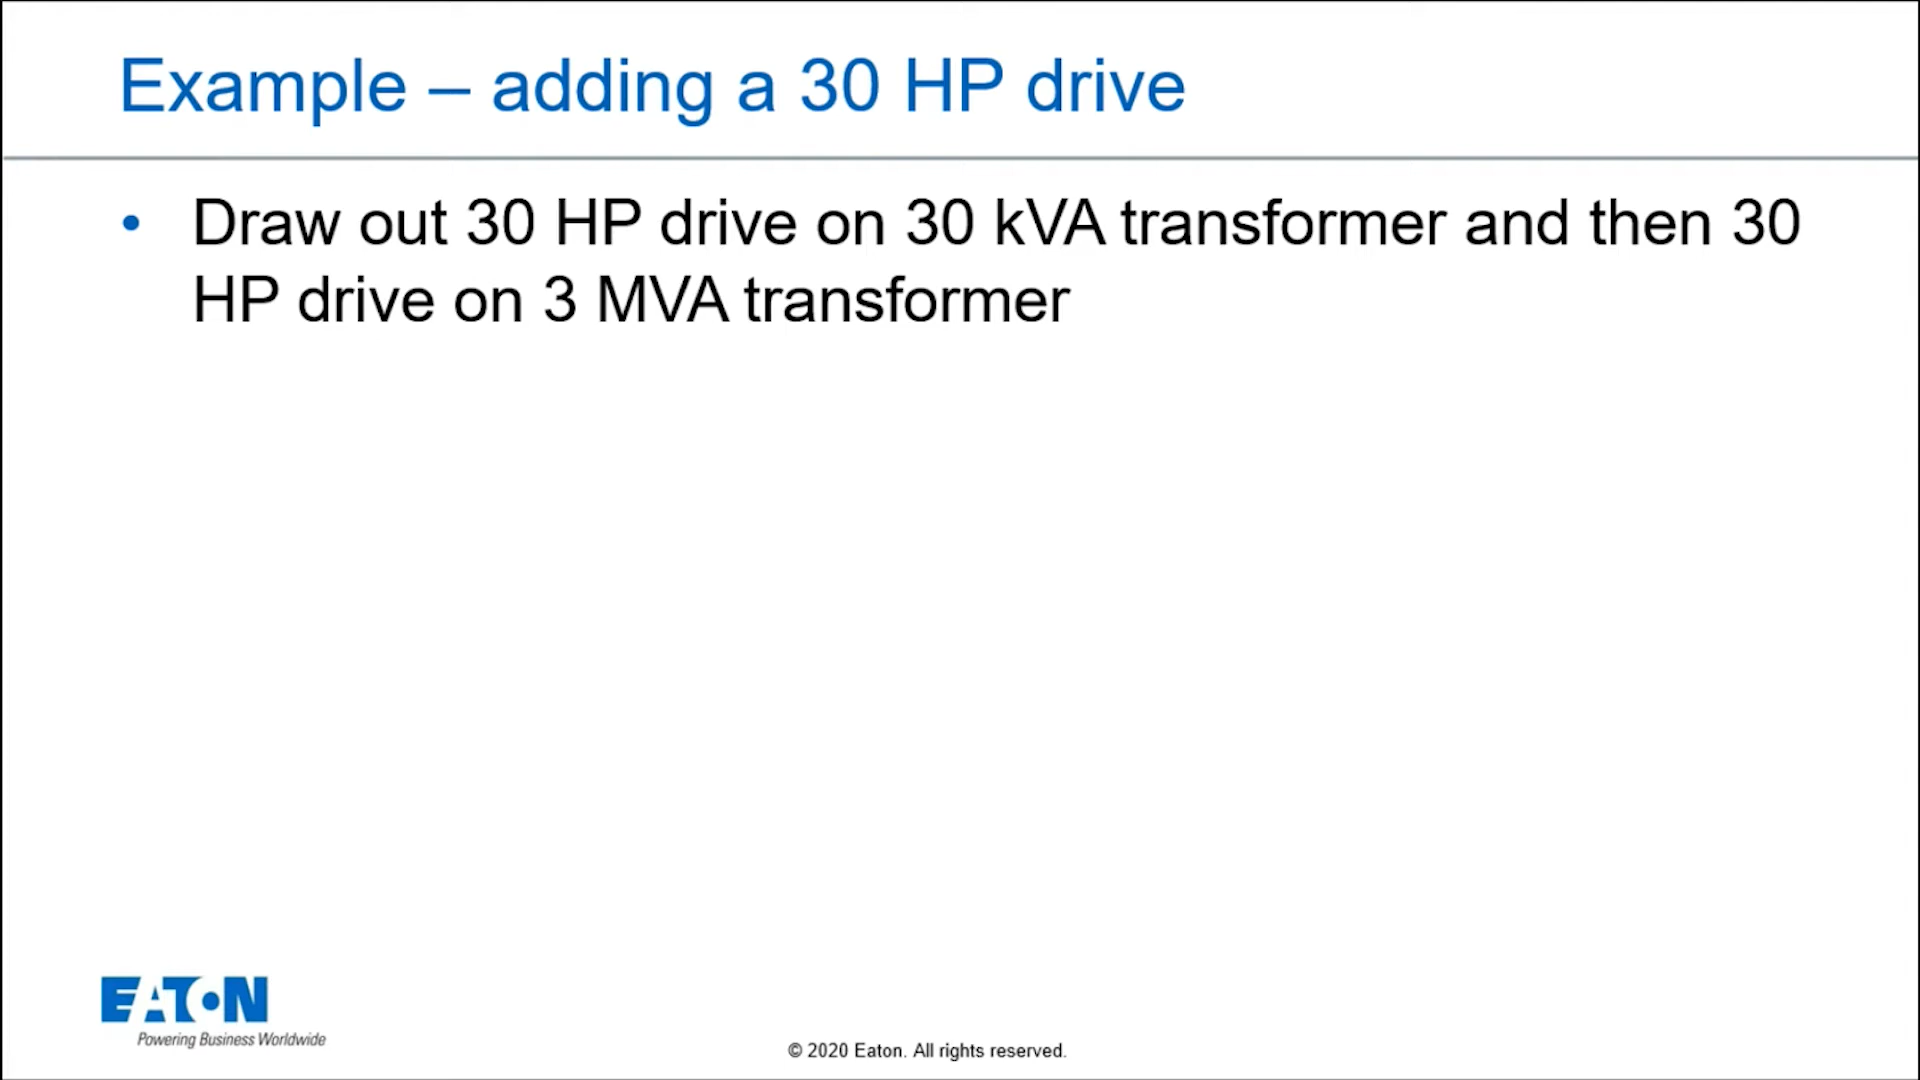 Example – adding a 30 HP drive
• Draw out 30 HP drive on 30 kVA transformer and then 30
HP drive on 3 MVA transformer
EATON
Powering Business Worldwide
© 2020 Eaton. All rights reserved.